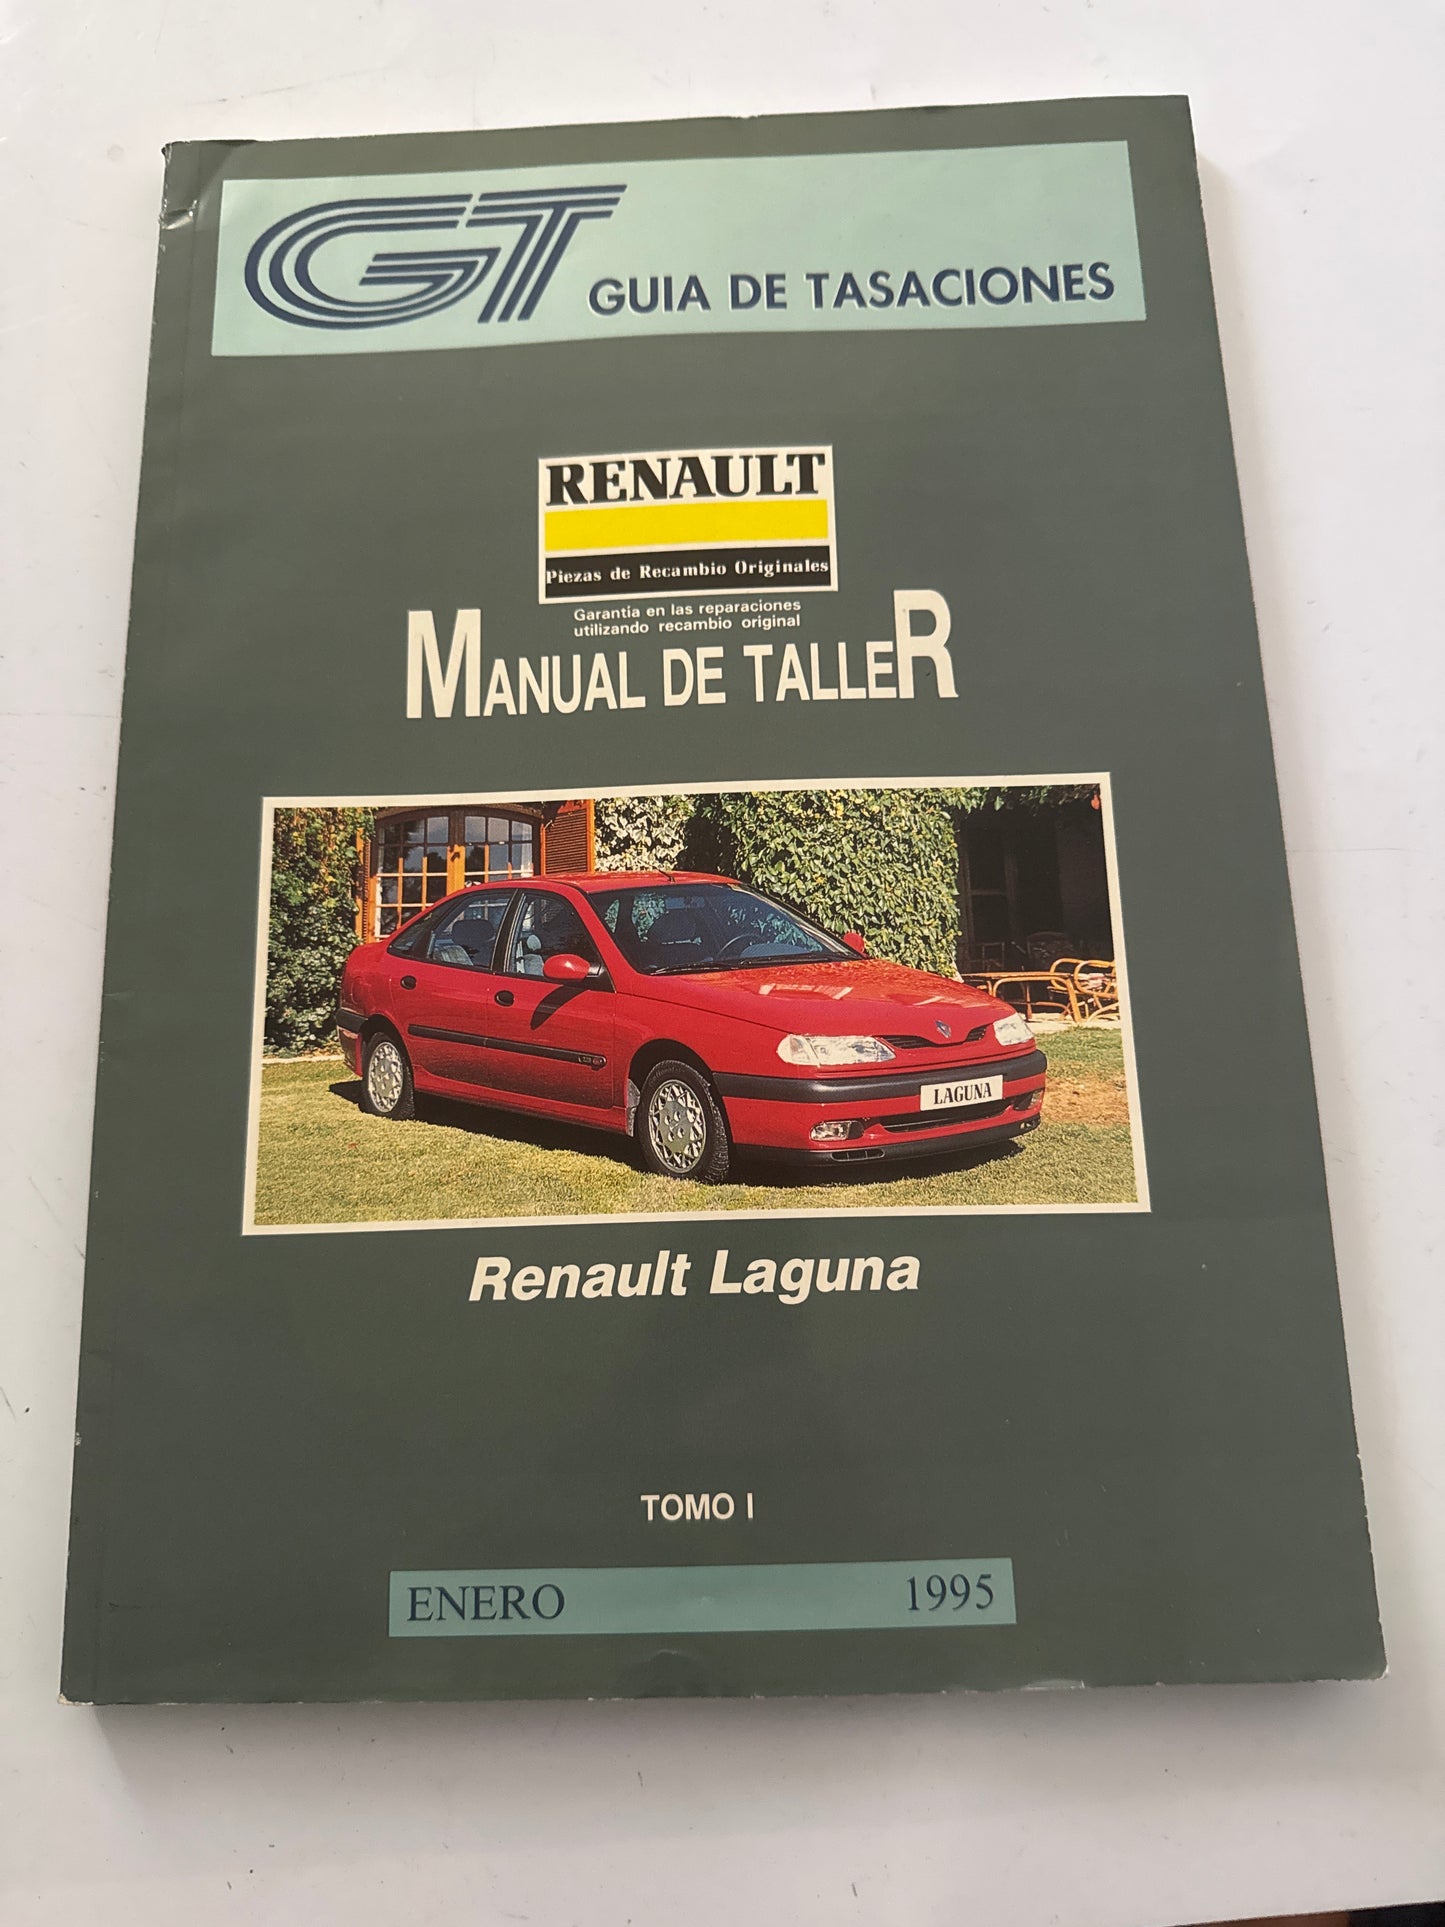 GT GUIA DE TASACIONES
RENAULT
Piezas de Recambio Originales
Garantia en las reparaciones
utilizando recambio original
MANUAL DE TALLER
LAGUNA
Renault Laguna
TOMO I
ENERO 1995